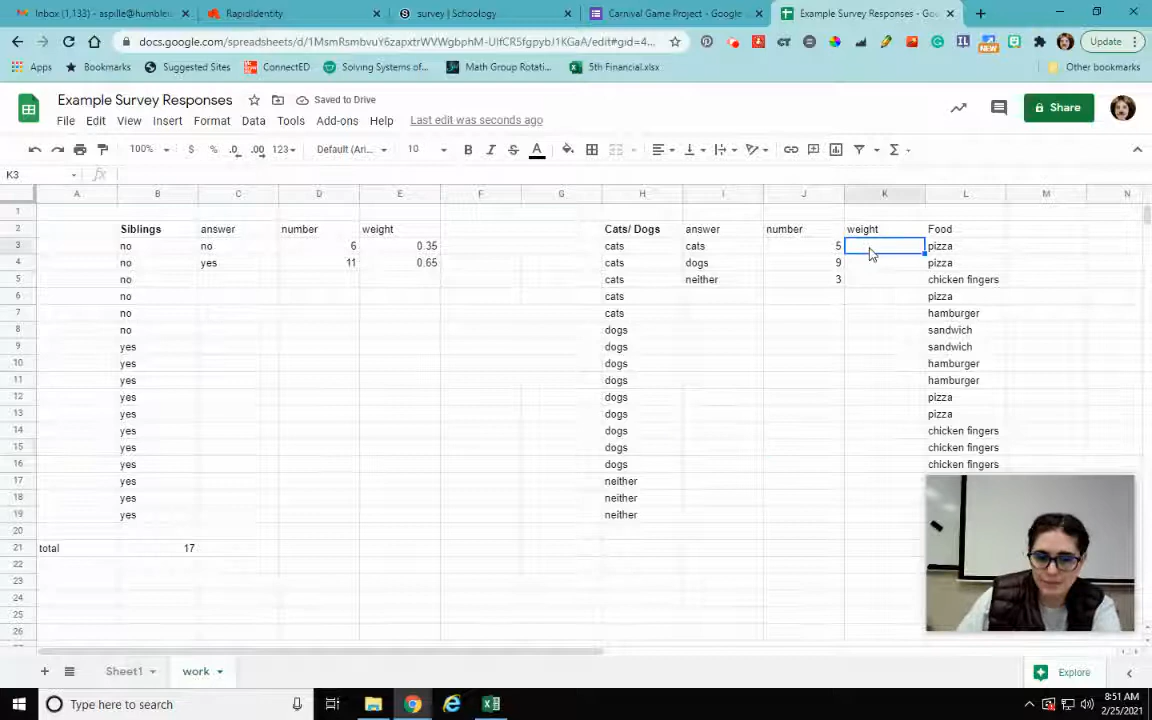 Inbox (1,133) - aspille@humblei
RapidIdentity
survey | Schoology
Carnival Game Project - Google
Example Survey Responses - Goo
docs.google.com/spreadsheets/d/
Update
Apps
Bookmarks
Suggested Sites
ConnectED
Solving Systems of...
Math Group Rotati...
5th Financial.xlsx
Other bookmarks
NEW
Example Survey Responses
Saved to Drive
Share
File Edit View Insert Format Data Tools Add-ons Help Last edit was seconds ago
100% $ % .0 .00 123 Default (Ari... 10 B I S A
K3 fx
A B C D E F G H I J K L M N
1
2 Siblings answer number weight Cats/ Dogs answer number weight Food
3 no no 6 0.35 cats cats 5 pizza
4 no yes 11 0.65 cats dogs 9 pizza
5 no cats neither 3 chicken fingers
6 no cats pizza
7 no cats hamburger
8 no dogs sandwich
9 yes dogs sandwich
10 yes dogs hamburger
11 yes dogs hamburger
12 yes dogs pizza
13 yes dogs pizza
14 yes dogs chicken fingers
15 yes dogs chicken fingers
16 yes dogs chicken fingers
17 yes neither
18 yes neither
19 yes neither
20
21 total 17
22
23
24
25
26
Sheet1
work
Explore
Type here to search
8:51 AM
2/25/2021